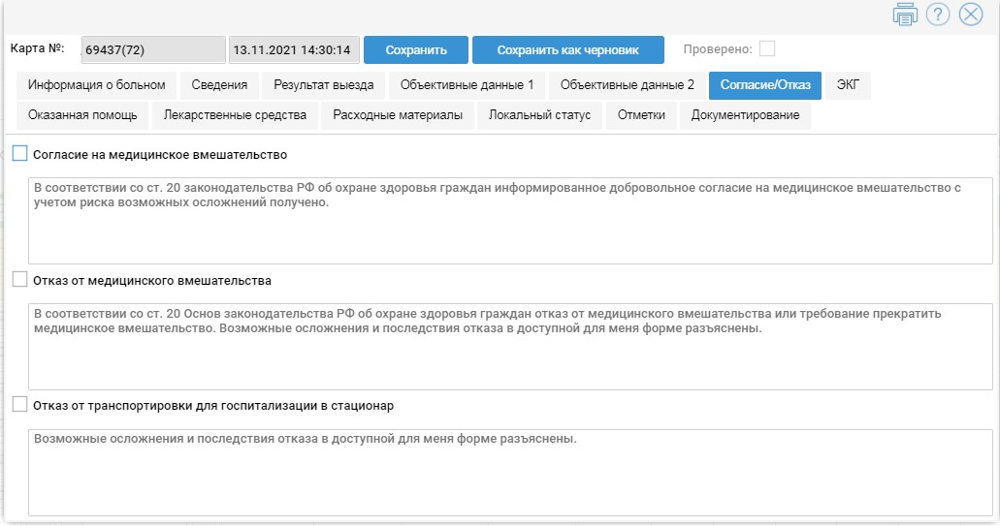 Карта №: 69437(72) 13.11.2021 14:30:14 Сохранить Сохранить как черновик Проверено:
Информация о больном Сведения Результат выезда Объективные данные 1 Объективные данные 2 Согласие/Отказ ЭКГ
Оказанная помощь Лекарственные средства Расходные материалы Локальный статус Отметки Документирование
Согласие на медицинское вмешательство
В соответствии со ст. 20 законодательства РФ об охране здоровья граждан информированное добровольное согласие на медицинское вмешательство с
учетом риска возможных осложнений получено.
Отказ от медицинского вмешательства
В соответствии со ст. 20 Основ законодательства РФ об охране здоровья граждан отказ от медицинского вмешательства или требование прекратить
медицинское вмешательство. Возможные осложнения и последствия отказа в доступной для меня форме разъяснены.
Отказ от транспортировки для госпитализации в стационар
Возможные осложнения и последствия отказа в доступной для меня форме разъяснены.